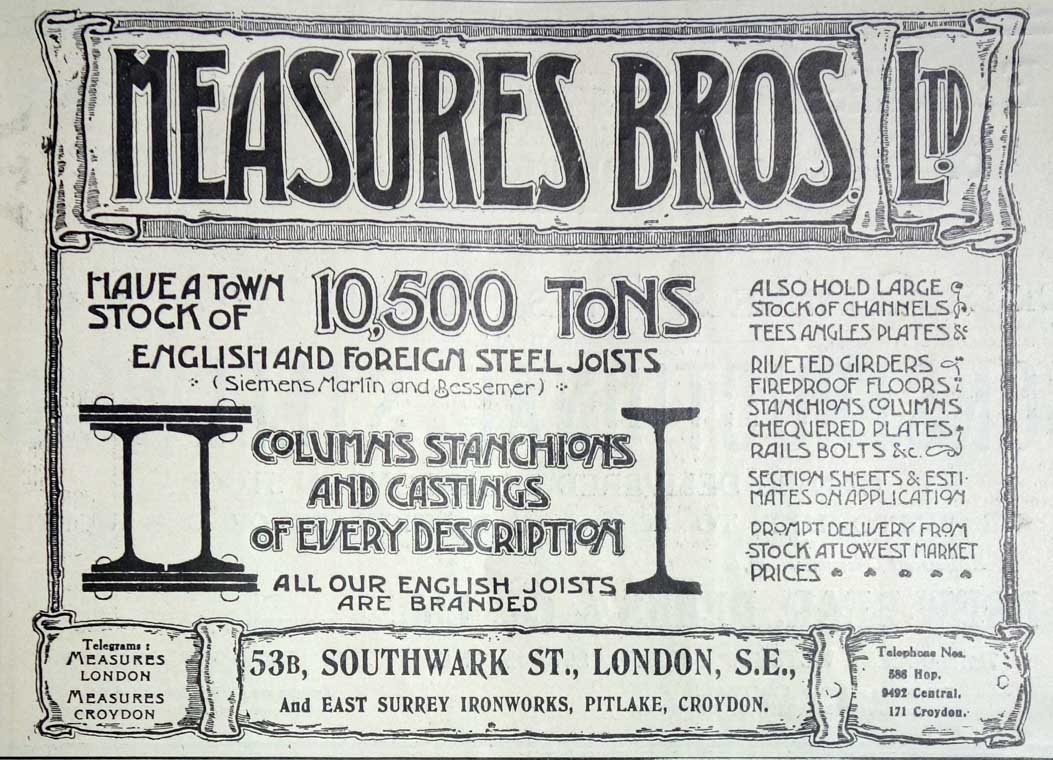 MEASURES BROS. LTD
HAVE A TOWN
STOCK OF
10,500 TONS
ENGLISH AND FOREIGN STEEL JOISTS
(Siemens Martin and Bessemer)
COLUMNS STANCHIONS
AND CASTINGS
OF EVERY DESCRIPTION
ALL OUR ENGLISH JOISTS
ARE BRANDED
ALSO HOLD LARGE
STOCK OF CHANNELS
TEES ANGLES PLATES &c
RIVETED GIRDERS
FIREPROOF FLOORS
STANCHIONS COLUMNS
CHEQUERED PLATES
RAILS BOLTS &c.
SECTION SHEETS & ESTI-
MATES ON APPLICATION
PROMPT DELIVERY FROM
STOCK AT LOWEST MARKET
PRICES
Telegrams:
MEASURES
LONDON
MEASURES
CROYDON
53B, SOUTHWARK ST., LONDON, S.E.,
And EAST SURREY IRONWORKS, PITLAKE, CROYDON.
Telephone Nos.
588 Hop.
9492 Central.
171 Croydon.